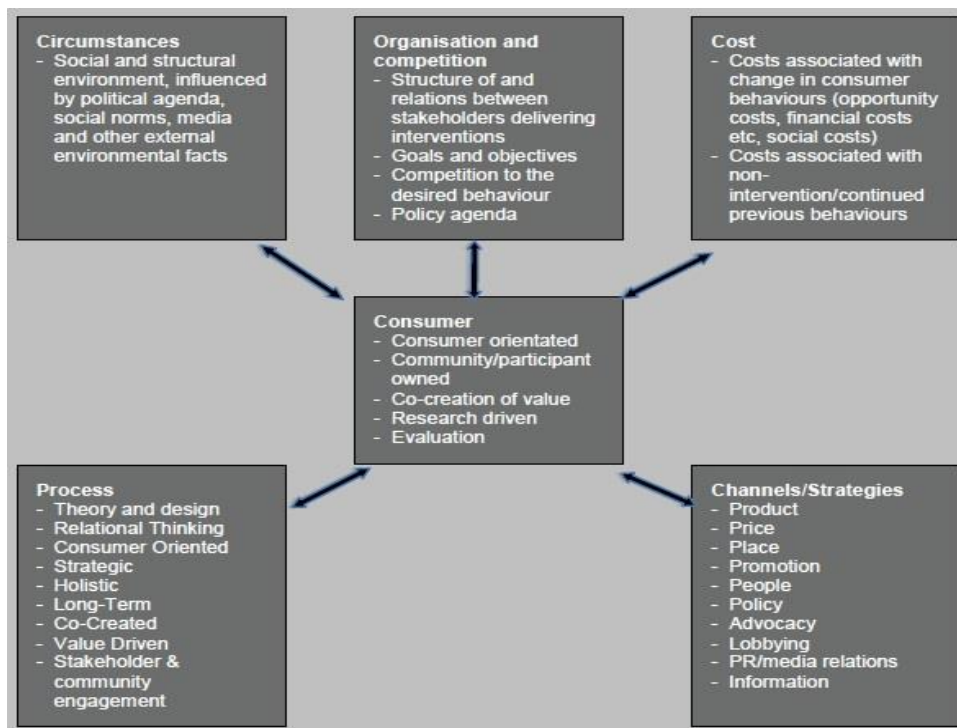 Circumstances
- Social and structural
environment, influenced
by political agenda,
social norms, media
and other external
environmental facts
Organisation and
competition
- Structure of and
relations between
stakeholders delivering
interventions
- Goals and objectives
- Competition to the
desired behaviour
- Policy agenda
Cost
- Costs associated with
change in consumer
behaviours (opportunity
costs, financial costs
etc, social costs)
- Costs associated with
non-
intervention/continued
previous behaviours
Consumer
- Consumer orientated
- Community/participant
owned
- Co-creation of value
- Research driven
- Evaluation
Process
- Theory and design
- Relational Thinking
- Consumer Oriented
- Strategic
- Holistic
- Long-Term
- Co-Created
- Value Driven
- Stakeholder &
community
engagement
Channels/Strategies
- Product
- Price
- Place
- Promotion
- People
- Policy
- Advocacy
- Lobbying
- PR/media relations
- Information